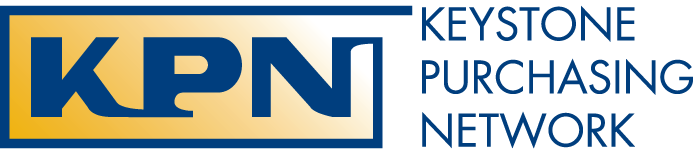 KPN
KEYSTONE
PURCHASING
NETWORK